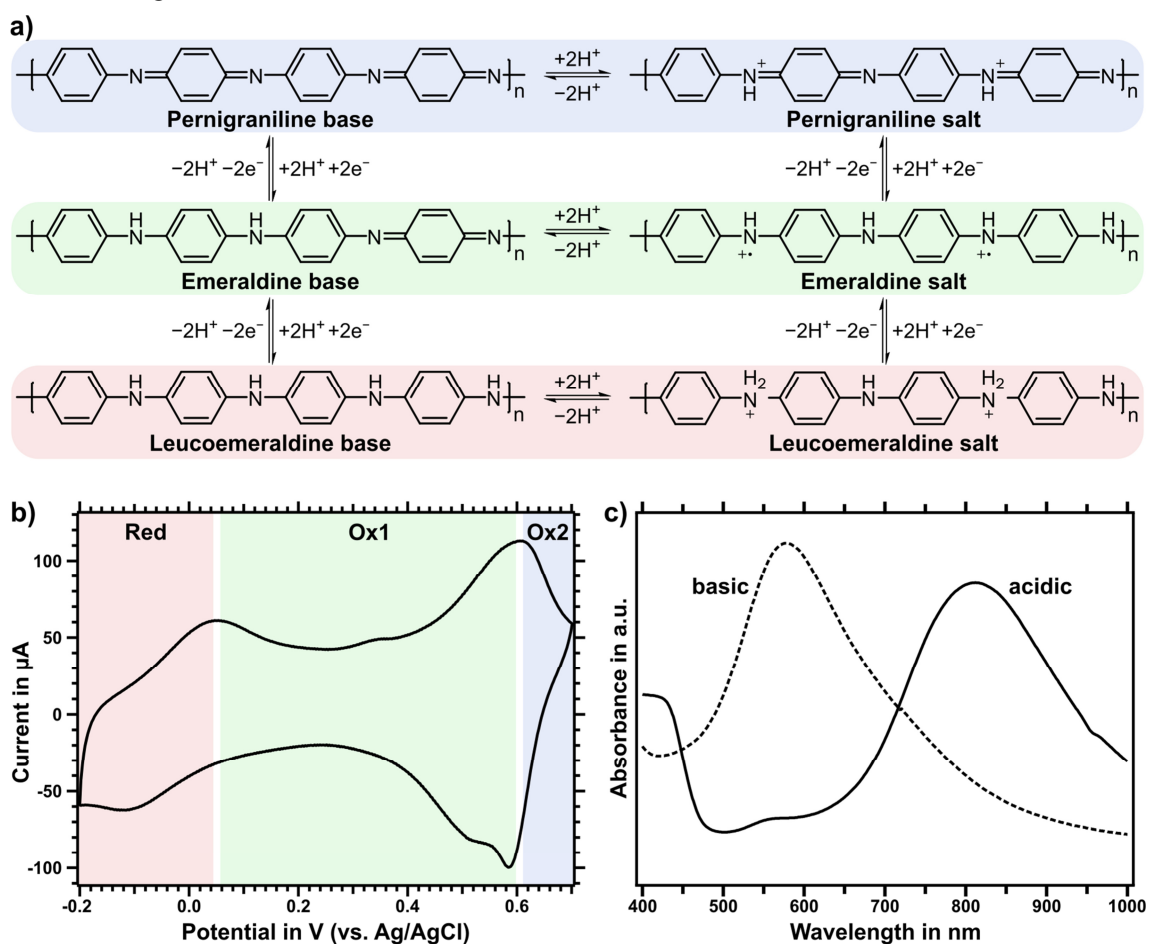 a)
N N N N n
+2H⁺
−2H⁺
N⁺ H N N⁺ H N n
Pernigraniline base
Pernigraniline salt
−2H⁺ −2e⁻ +2H⁺ +2e⁻
−2H⁺ −2e⁻ +2H⁺ +2e⁻
H N H N N N n
+2H⁺
−2H⁺
H N +• H N H N +• H N n
Emeraldine base
Emeraldine salt
−2H⁺ −2e⁻ +2H⁺ +2e⁻
−2H⁺ −2e⁻ +2H⁺ +2e⁻
H N H N H N H N n
+2H⁺
−2H⁺
H₂ N + H N H₂ N + H N n
Leucoemeraldine base
Leucoemeraldine salt
b)
Red Ox1 Ox2
Current in µA
100
50
0
-50
-100
-0.2 0.0 0.2 0.4 0.6
Potential in V (vs. Ag/AgCl)
c)
basic
acidic
Absorbance in a.u.
400 500 600 700 800 900 1000
Wavelength in nm